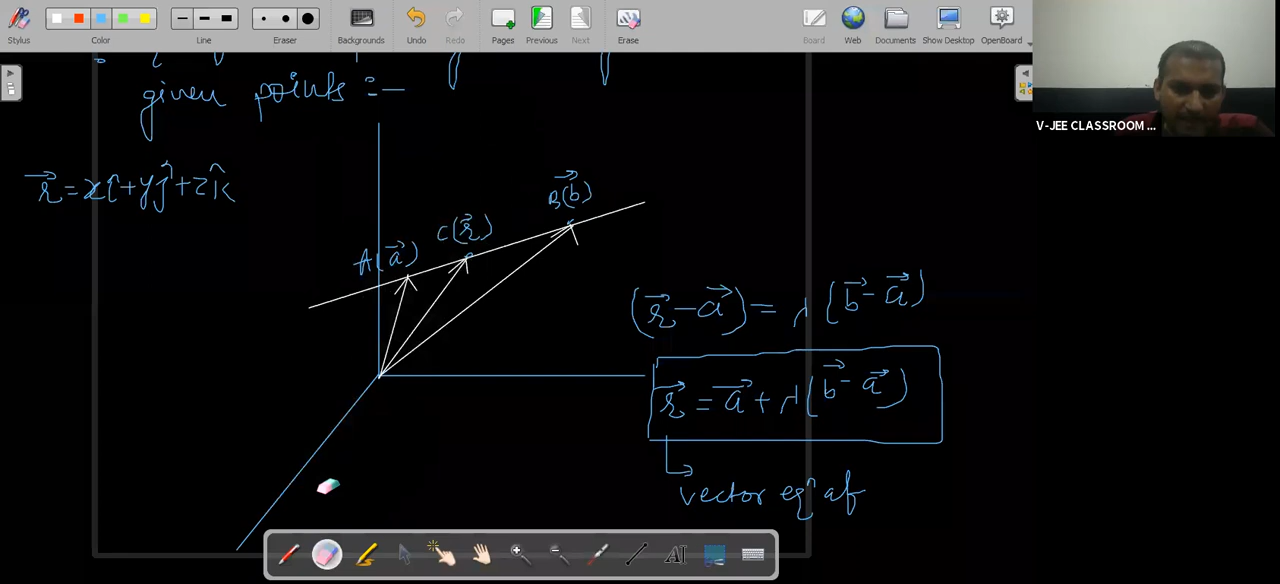 Stylus Color Line Eraser Backgrounds Undo Redo Pages Previous Next Erase Board Web Documents Show Desktop OpenBoard
V-JEE CLASSROOM ...
given points :-
r⃗ = xî + yĵ + zk̂
B(b⃗)
C(r⃗)
A(a⃗)
(r⃗ - a⃗) = λ(b⃗ - a⃗)
r⃗ = a⃗ + λ(b⃗ - a⃗)
vector eqⁿ of